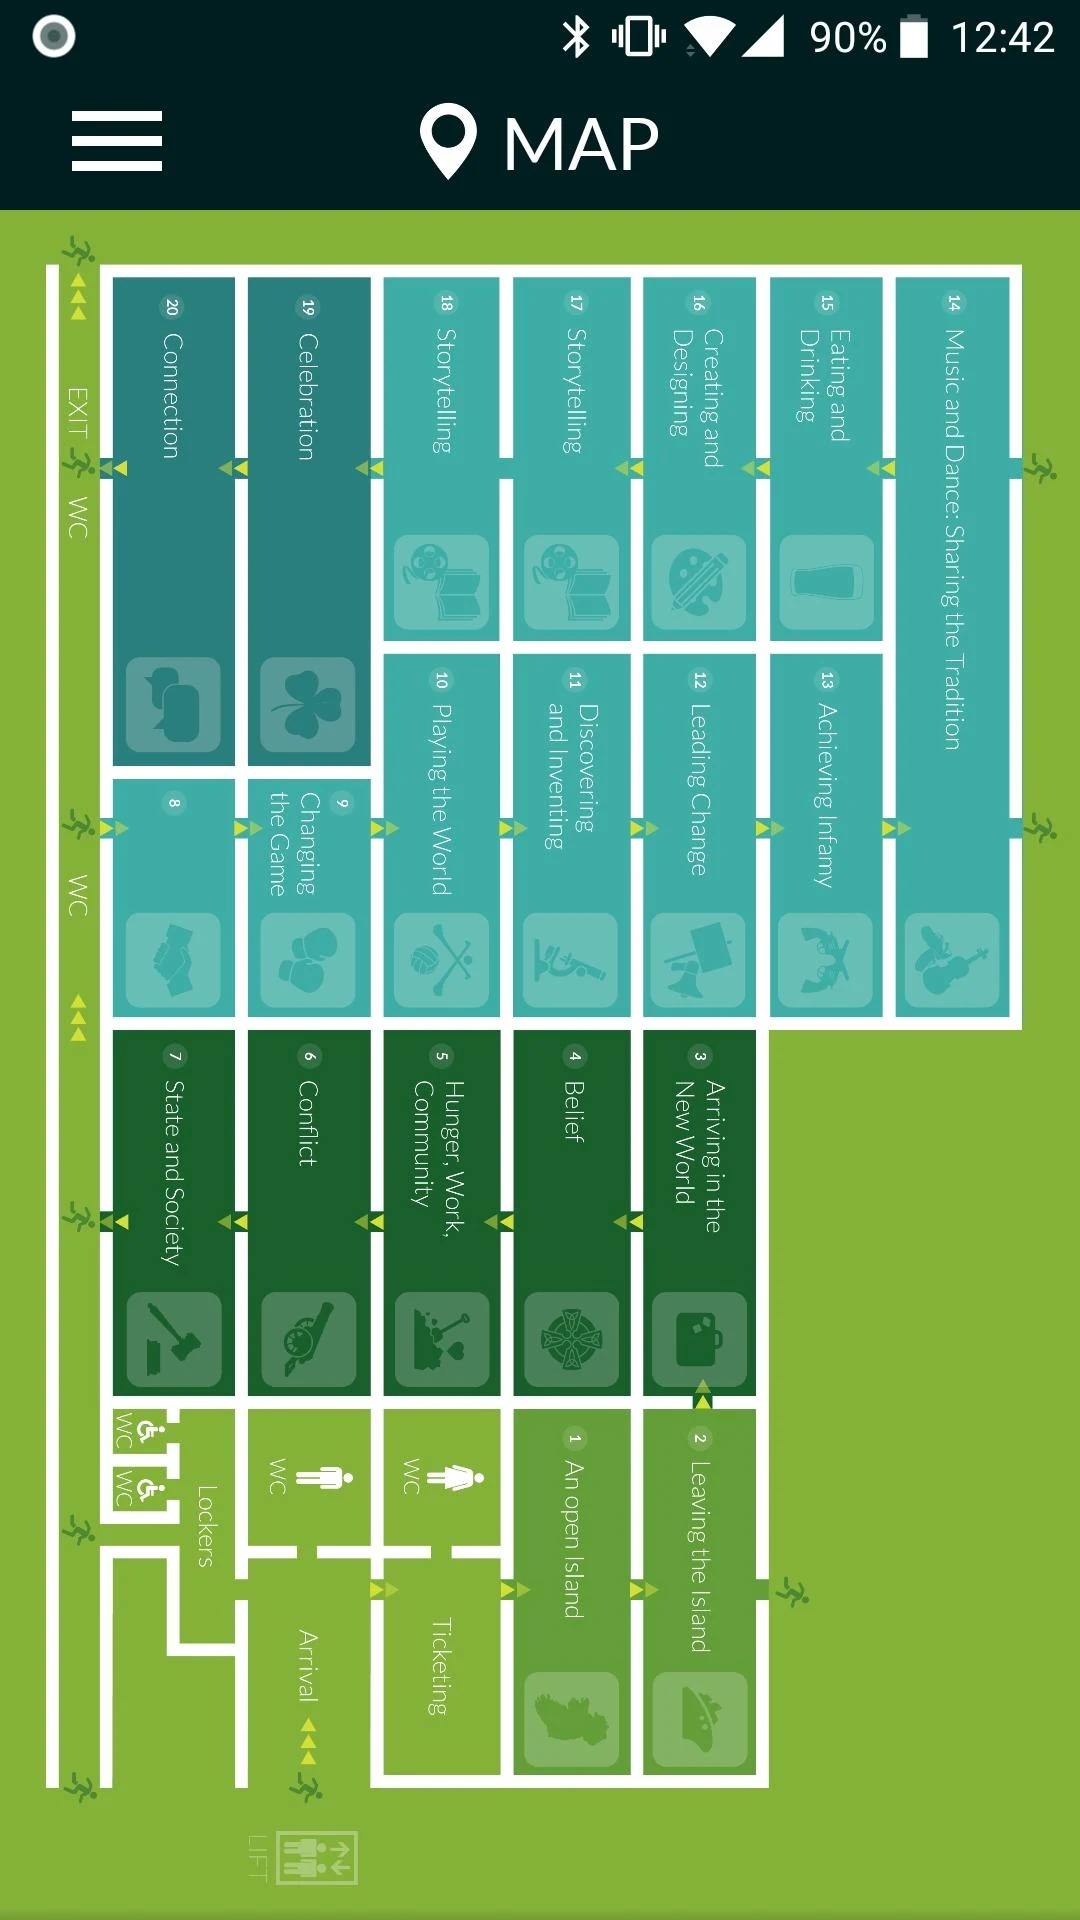 90% 12:42
MAP
20 Connection
19 Celebration
18 Storytelling
17 Storytelling
16 Creating and
Designing
15 Eating and
Drinking
14 Music and Dance: Sharing the Tradition
EXIT
WC
8
9 Changing
the Game
10 Playing the World
11 Discovering
and Inventing
12 Leading Change
13 Achieving Infamy
WC
7 State and Society
6 Conflict
5 Hunger, Work,
Community
4 Belief
3 Arriving in the
New World
WC
WC
Lockers
WC
WC
1 An open Island
2 Leaving the Island
Arrival
Ticketing
LIFT